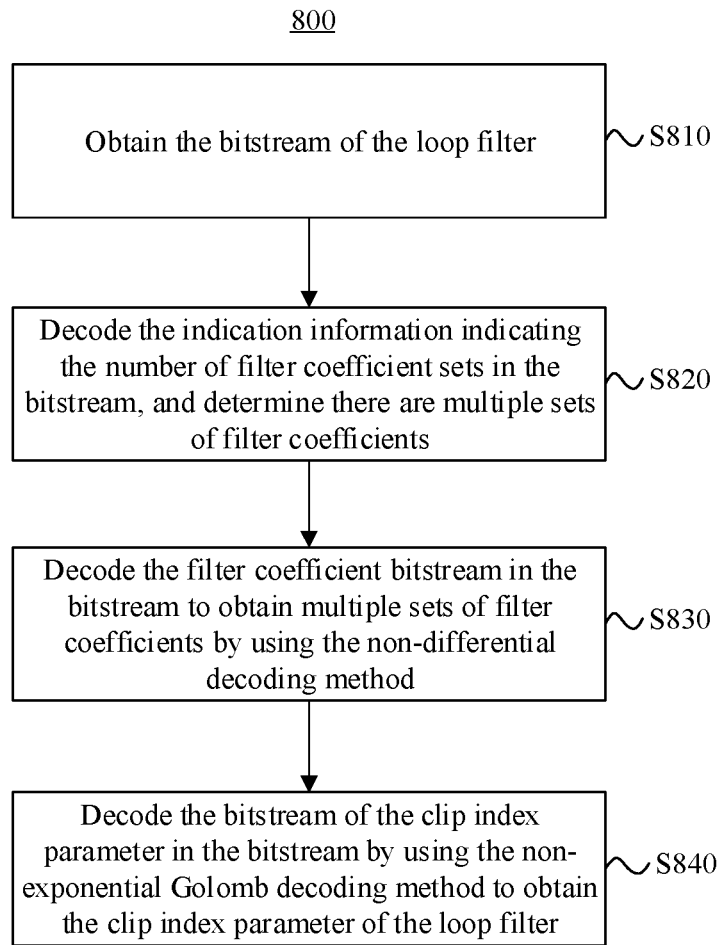 800
Obtain the bitstream of the loop filter
S810
Decode the indication information indicating
the number of filter coefficient sets in the
bitstream, and determine there are multiple sets
of filter coefficients
S820
Decode the filter coefficient bitstream in the
bitstream to obtain multiple sets of filter
coefficients by using the non-differential
decoding method
S830
Decode the bitstream of the clip index
parameter in the bitstream by using the non-
exponential Golomb decoding method to obtain
the clip index parameter of the loop filter
S840